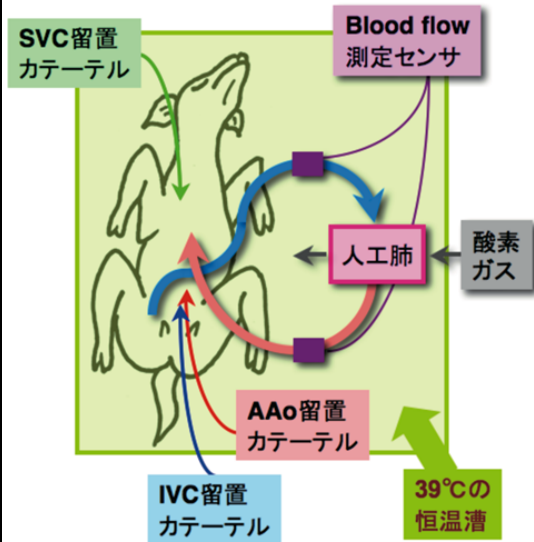 SVC留置
カテーテル
Blood flow
測定センサ
人工肺
酸素
ガス
AAo留置
カテーテル
IVC留置
カテーテル
39℃の
恒温漕